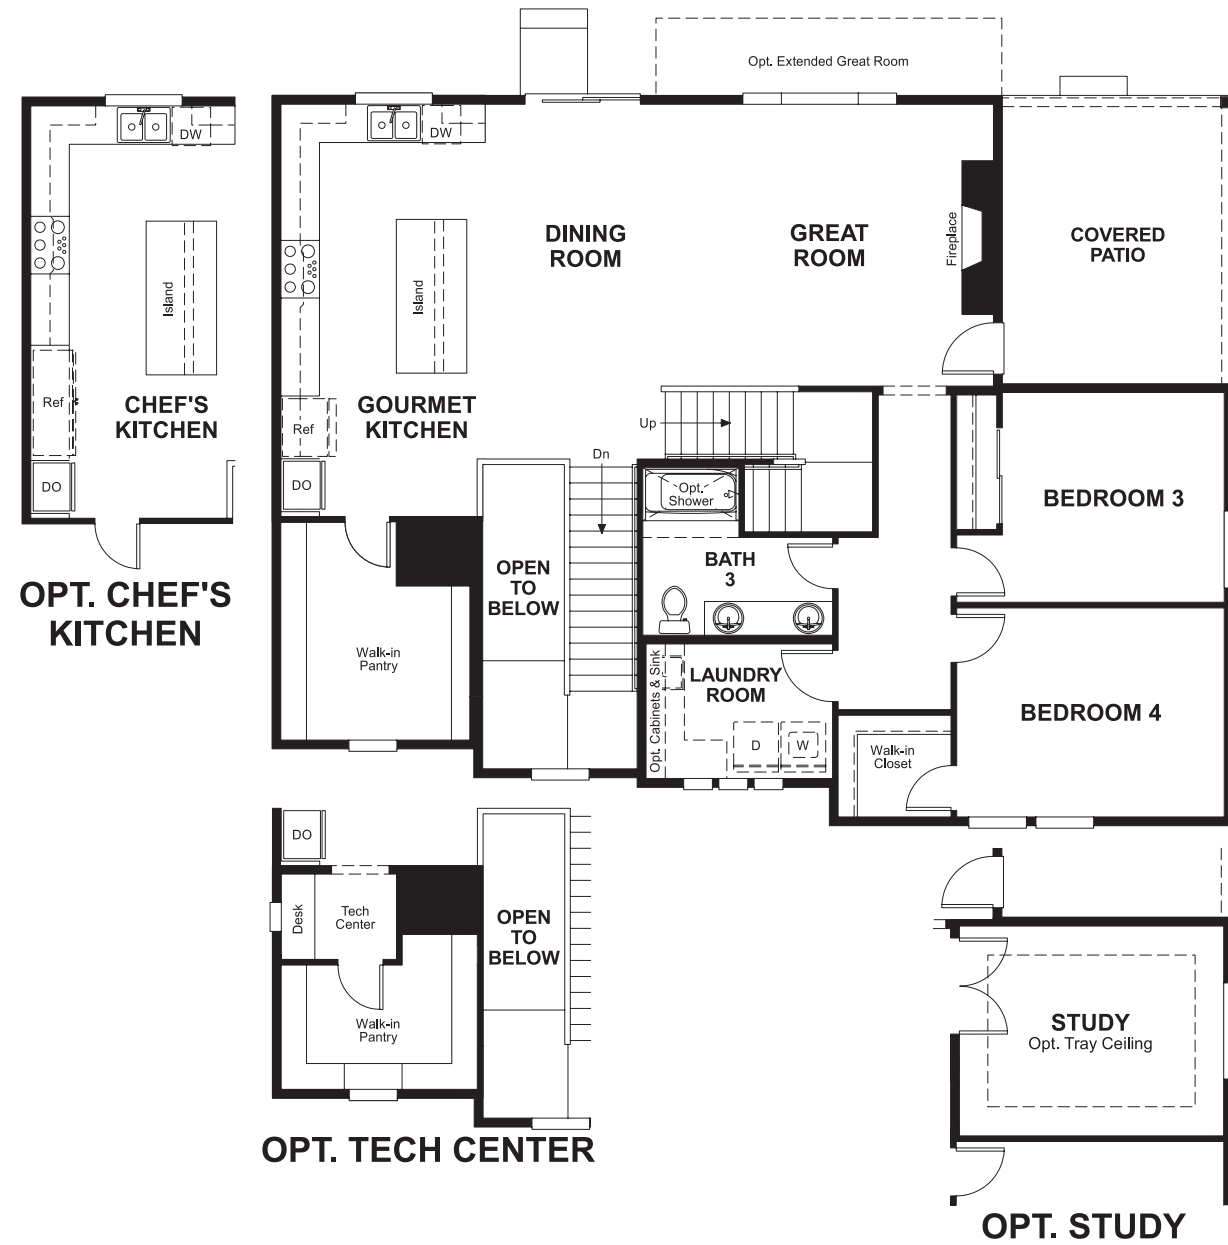 Opt. Extended Great Room
DW
Ref
DO
Island
CHEF'S
KITCHEN
OPT. CHEF'S
KITCHEN
DW
Island
Ref
DO
GOURMET
KITCHEN
DINING
ROOM
GREAT
ROOM
Fireplace
COVERED
PATIO
Up
Dn
Opt.
Shower
BATH
3
OPEN
TO
BELOW
Walk-in
Pantry
Opt. Cabinets & Sink
LAUNDRY
ROOM
D
W
BEDROOM 3
BEDROOM 4
Walk-in
Closet
DO
Desk
Tech
Center
Walk-in
Pantry
OPEN
TO
BELOW
OPT. TECH CENTER
STUDY
Opt. Tray Ceiling
OPT. STUDY